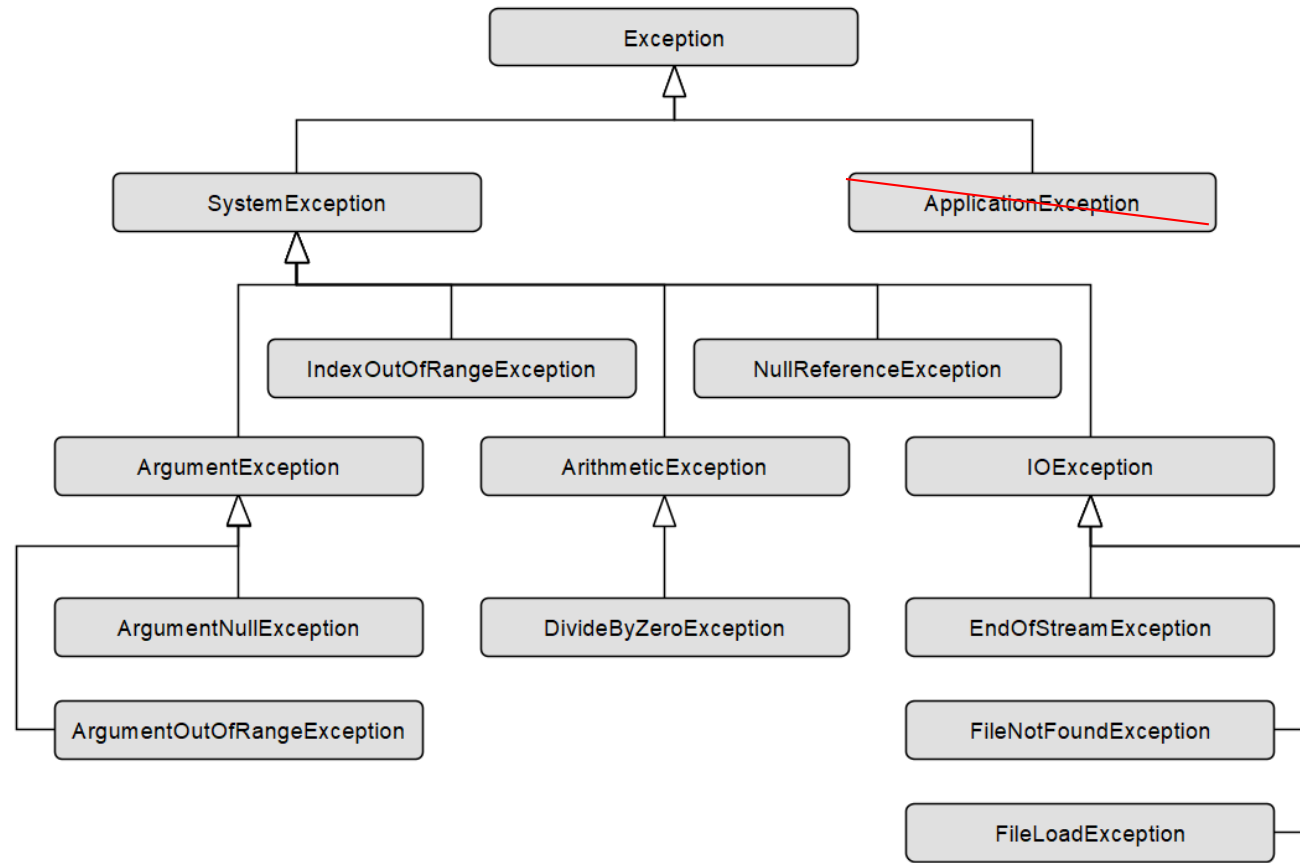 Exception
SystemException
ApplicationException
IndexOutOfRangeException
NullReferenceException
ArgumentException
ArithmeticException
IOException
ArgumentNullException
DivideByZeroException
EndOfStreamException
ArgumentOutOfRangeException
FileNotFoundException
FileLoadException